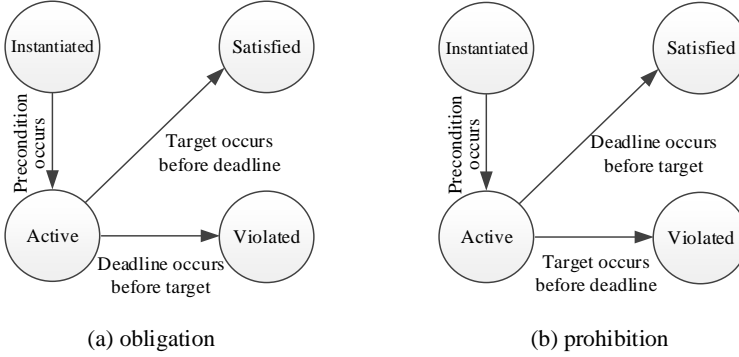 Instantiated
Satisfied
Precondition
occurs
Target occurs
before deadline
Active
Violated
Deadline occurs
before target
(a) obligation
Instantiated
Satisfied
Precondition
occurs
Deadline occurs
before target
Active
Violated
Target occurs
before deadline
(b) prohibition